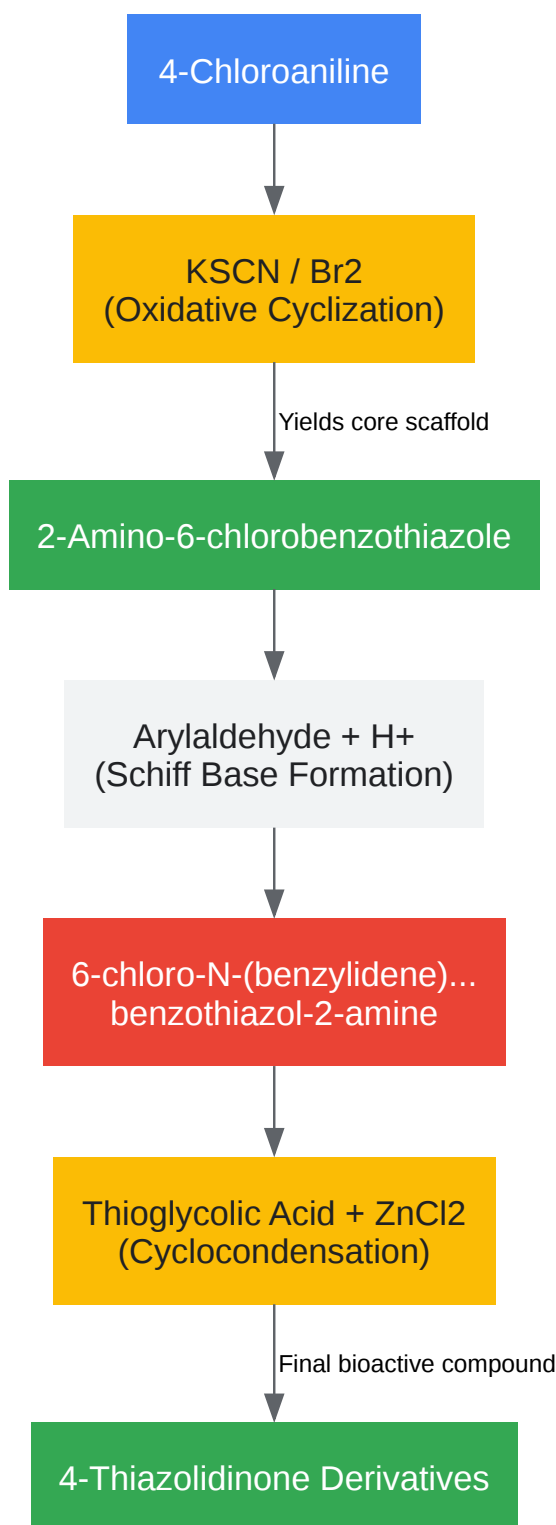 4-Chloroaniline
KSCN / Br2
(Oxidative Cyclization)
Yields core scaffold
2-Amino-6-chlorobenzothiazole
Arylaldehyde + H+
(Schiff Base Formation)
6-chloro-N-(benzylidene)...
benzothiazol-2-amine
Thioglycolic Acid + ZnCl2
(Cyclocondensation)
Final bioactive compound
4-Thiazolidinone Derivatives